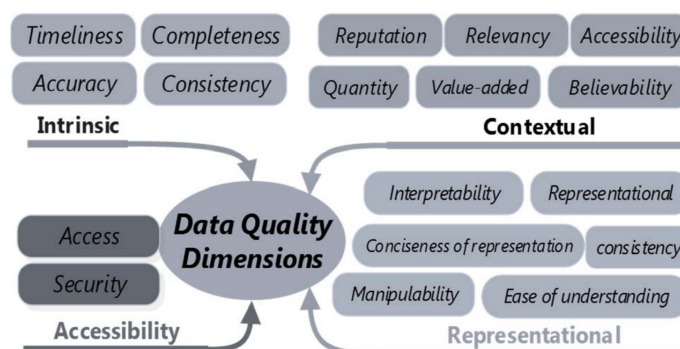 Timeliness Completeness
Accuracy Consistency
Intrinsic
Reputation Relevancy Accessibility
Quantity Value-added Believability
Contextual
Data Quality
Dimensions
Access
Security
Accessibility
Interpretability Representational
Conciseness of representation consistency
Manipulability Ease of understanding
Representational